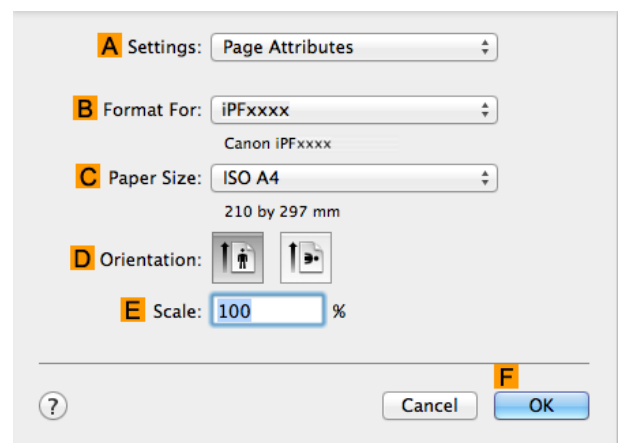 A Settings: Page Attributes
B Format For: iPFxxxx
Canon iPFxxxx
C Paper Size: ISO A4
210 by 297 mm
D Orientation:
E Scale: 100 %
F
? Cancel OK